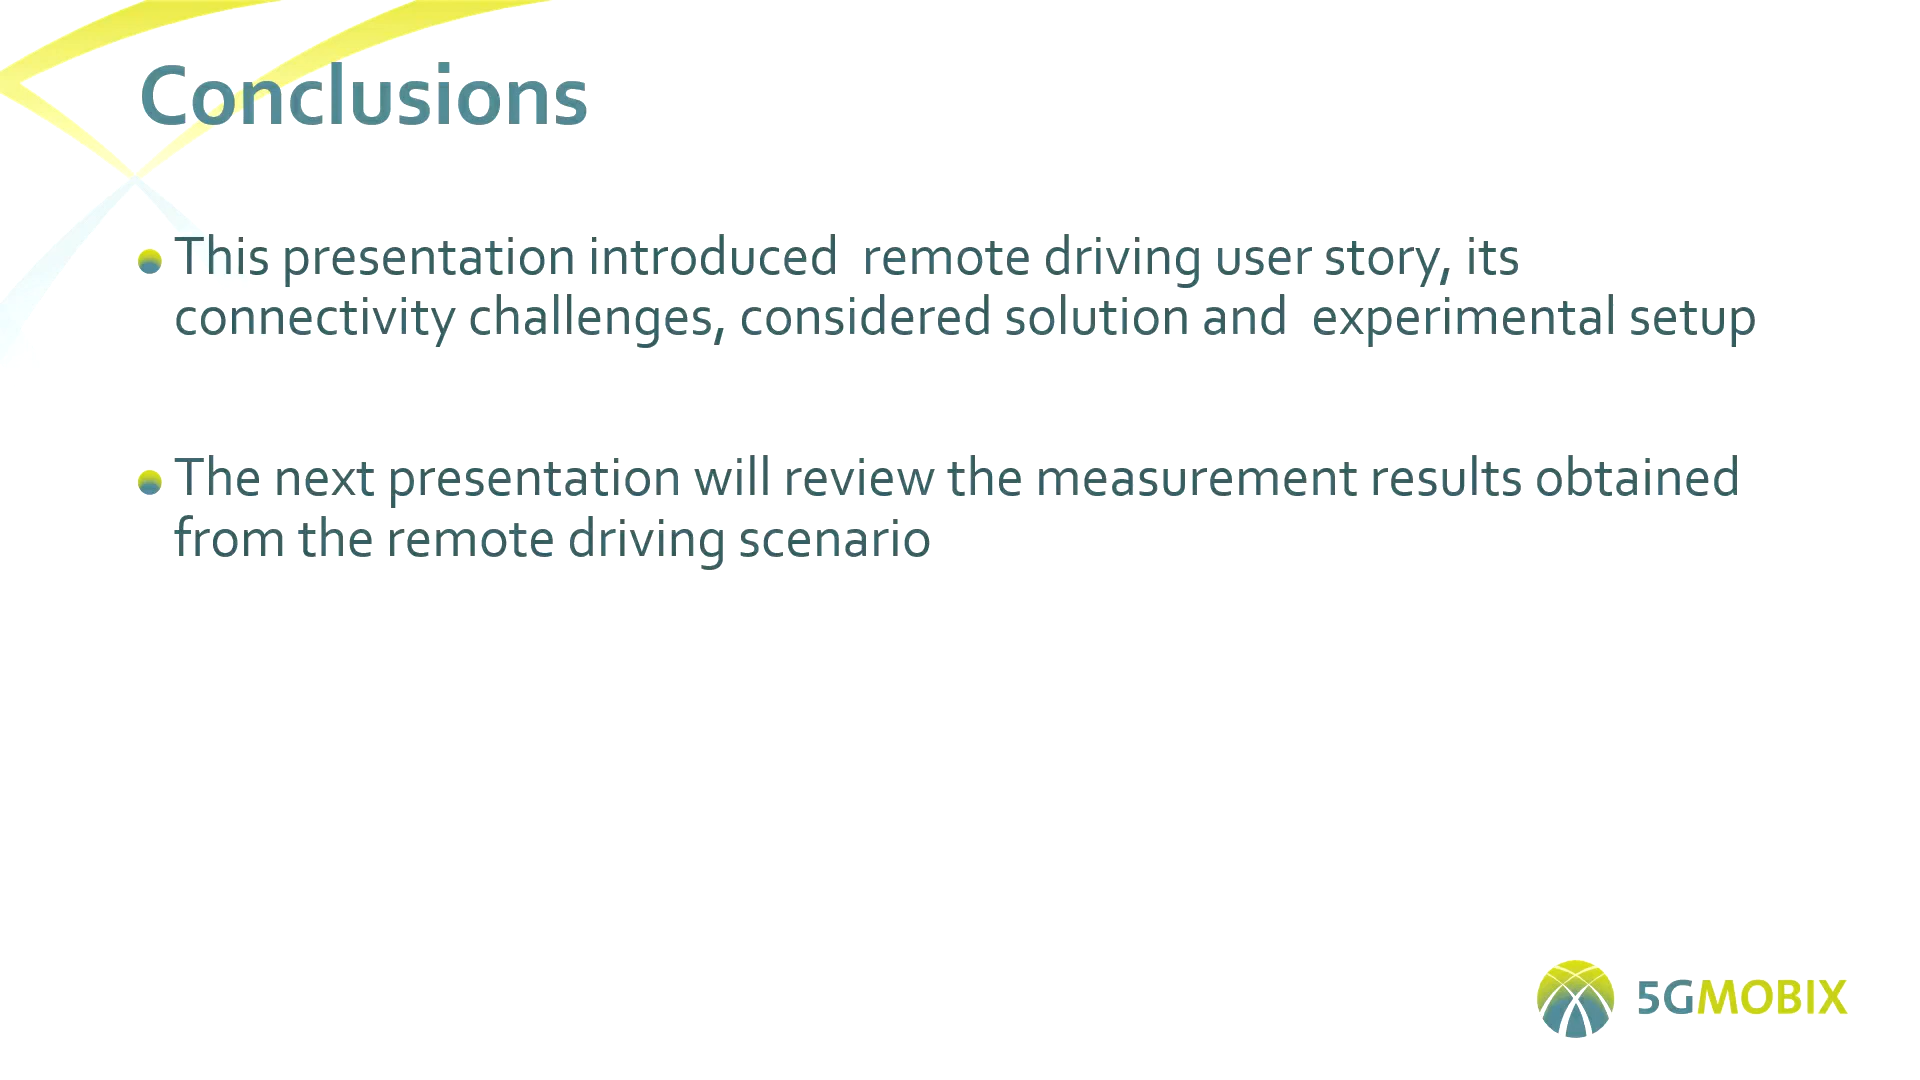 Conclusions
This presentation introduced  remote driving user story, its
connectivity challenges, considered solution and  experimental setup
The next presentation will review the measurement results obtained
from the remote driving scenario
5GMOBIX